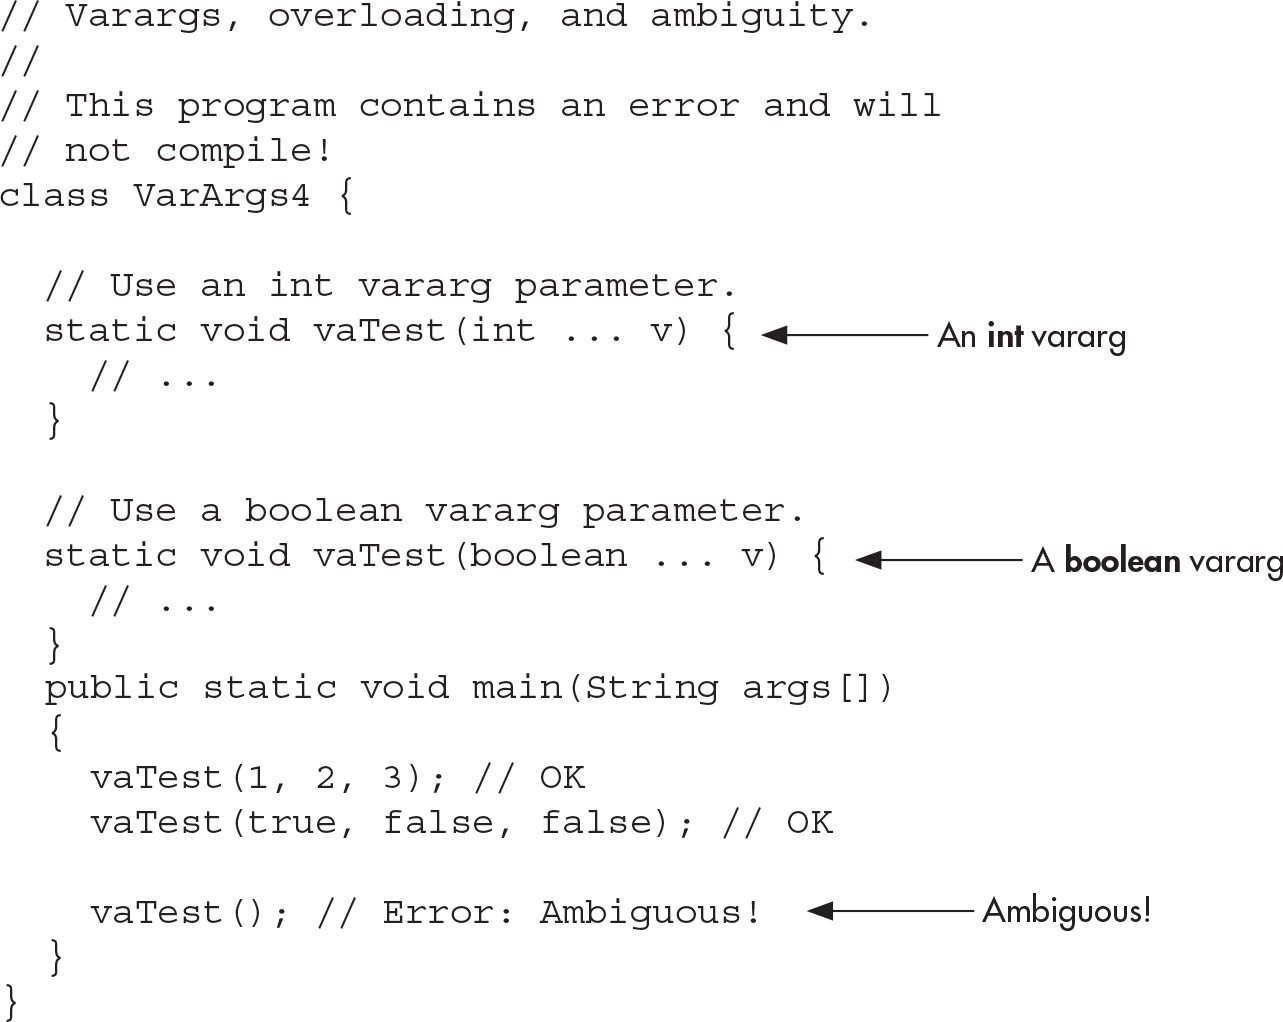 // Varargs, overloading, and ambiguity.
//
// This program contains an error and will
// not compile!
class VarArgs4 {
// Use an int vararg parameter.
static void vaTest(int ... v) { An int vararg
// ...
}
// Use a boolean vararg parameter.
static void vaTest(boolean ... v) { A boolean vararg
// ...
}
public static void main(String args[])
{
vaTest(1, 2, 3); // OK
vaTest(true, false, false); // OK
vaTest(); // Error: Ambiguous! Ambiguous!
}
}